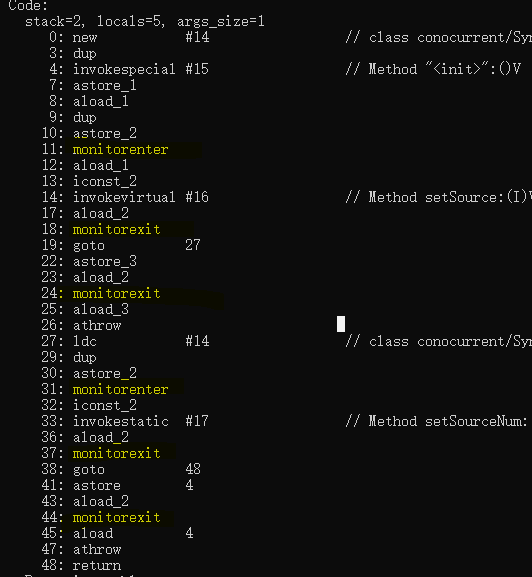 Code:
stack=2, locals=5, args_size=1
0: new #14 // class conocurrent/Syn
3: dup
4: invokespecial #15 // Method "<init>":()V
7: astore_1
8: aload_1
9: dup
10: astore_2
11: monitorenter
12: aload_1
13: iconst_2
14: invokevirtual #16 // Method setSource:(I)V
17: aload_2
18: monitorexit
19: goto 27
22: astore_3
23: aload_2
24: monitorexit
25: aload_3
26: athrow
27: ldc #14 // class conocurrent/Syn
29: dup
30: astore_2
31: monitorenter
32: iconst_2
33: invokestatic #17 // Method setSourceNum:
36: aload_2
37: monitorexit
38: goto 48
41: astore 4
43: aload_2
44: monitorexit
45: aload 4
47: athrow
48: return